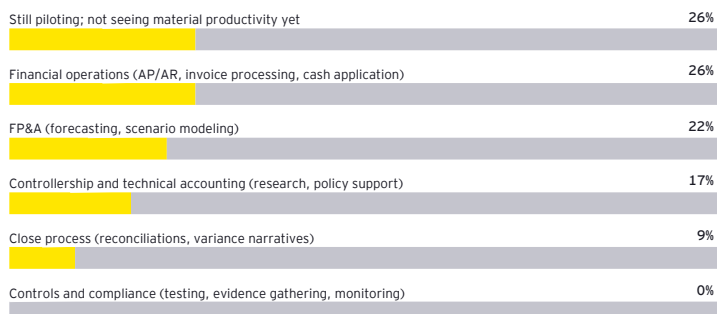 Still piloting; not seeing material productivity yet 26%
Financial operations (AP/AR, invoice processing, cash application) 26%
FP&A (forecasting, scenario modeling) 22%
Controllership and technical accounting (research, policy support) 17%
Close process (reconciliations, variance narratives) 9%
Controls and compliance (testing, evidence gathering, monitoring) 0%